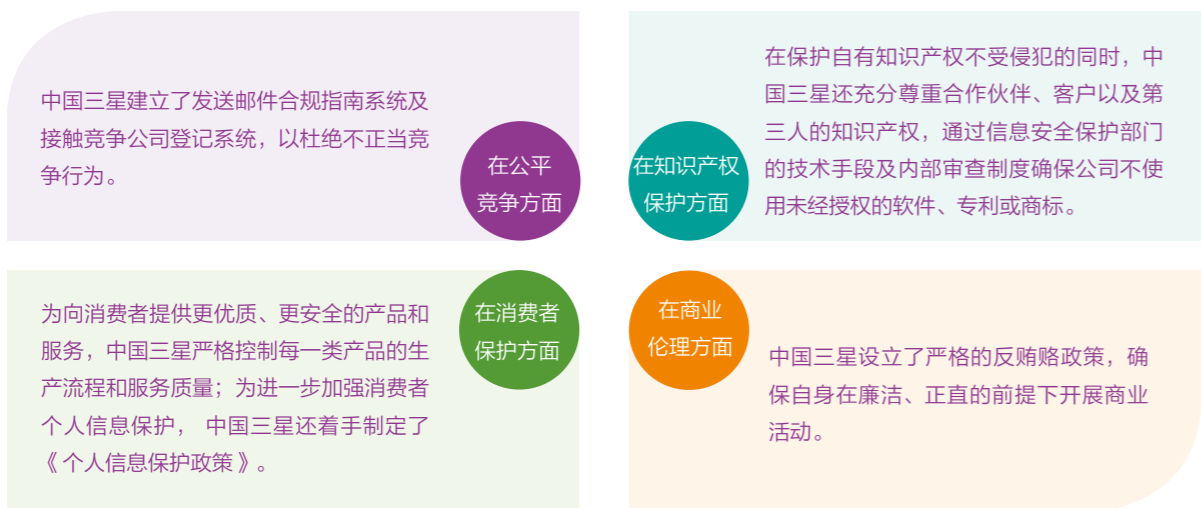 中国三星建立了发送邮件合规指南系统及
接触竞争公司登记系统，以杜绝不正当竞
争行为。
在公平
竞争方面
在知识产权
保护方面
在保护自有知识产权不受侵犯的同时，中
国三星还充分尊重合作伙伴、客户以及第
三人的知识产权，通过信息安全保护部门
的技术手段及内部审查制度确保公司不使
用未经授权的软件、专利或商标。
为向消费者提供更优质、更安全的产品和
服务，中国三星严格控制每一类产品的生
产流程和服务质量；为进一步加强消费者
个人信息保护， 中国三星还着手制定了
《 个人信息保护政策 》。
在消费者
保护方面
在商业
伦理方面
中国三星设立了严格的反贿赂政策，确
保自身在廉洁、正直的前提下开展商业
活动。